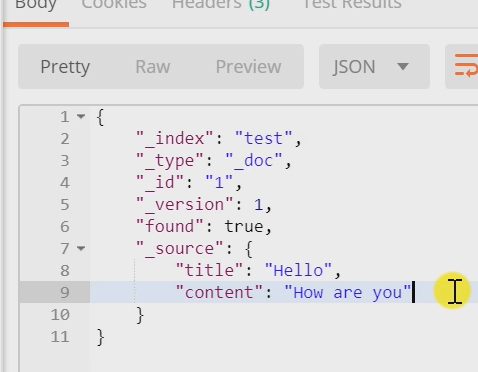 Body Cookies Headers (3) Test Results
Pretty Raw Preview JSON
1 {
2 "_index": "test",
3 "_type": "_doc",
4 "_id": "1",
5 "_version": 1,
6 "found": true,
7 "_source": {
8 "title": "Hello",
9 "content": "How are you"
10 }
11 }